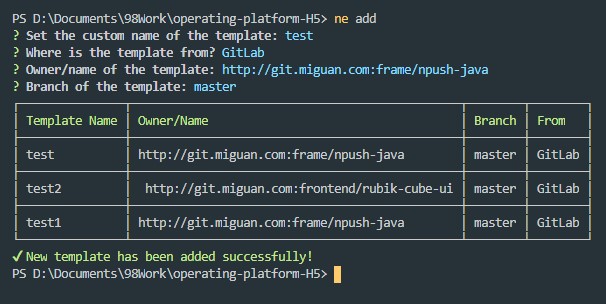 PS D:\Documents\98Work\operating-platform-H5> ne add
? Set the custom name of the template: test
? Where is the template from? GitLab
? Owner/name of the template: http://git.miguan.com:frame/npush-java
? Branch of the template: master
Template Name Owner/Name Branch From
test http://git.miguan.com:frame/npush-java master GitLab
test2 http://git.miguan.com:frontend/rubik-cube-ui master GitLab
test1 http://git.miguan.com:frame/npush-java master GitLab
✔ New template has been added successfully!
PS D:\Documents\98Work\operating-platform-H5>